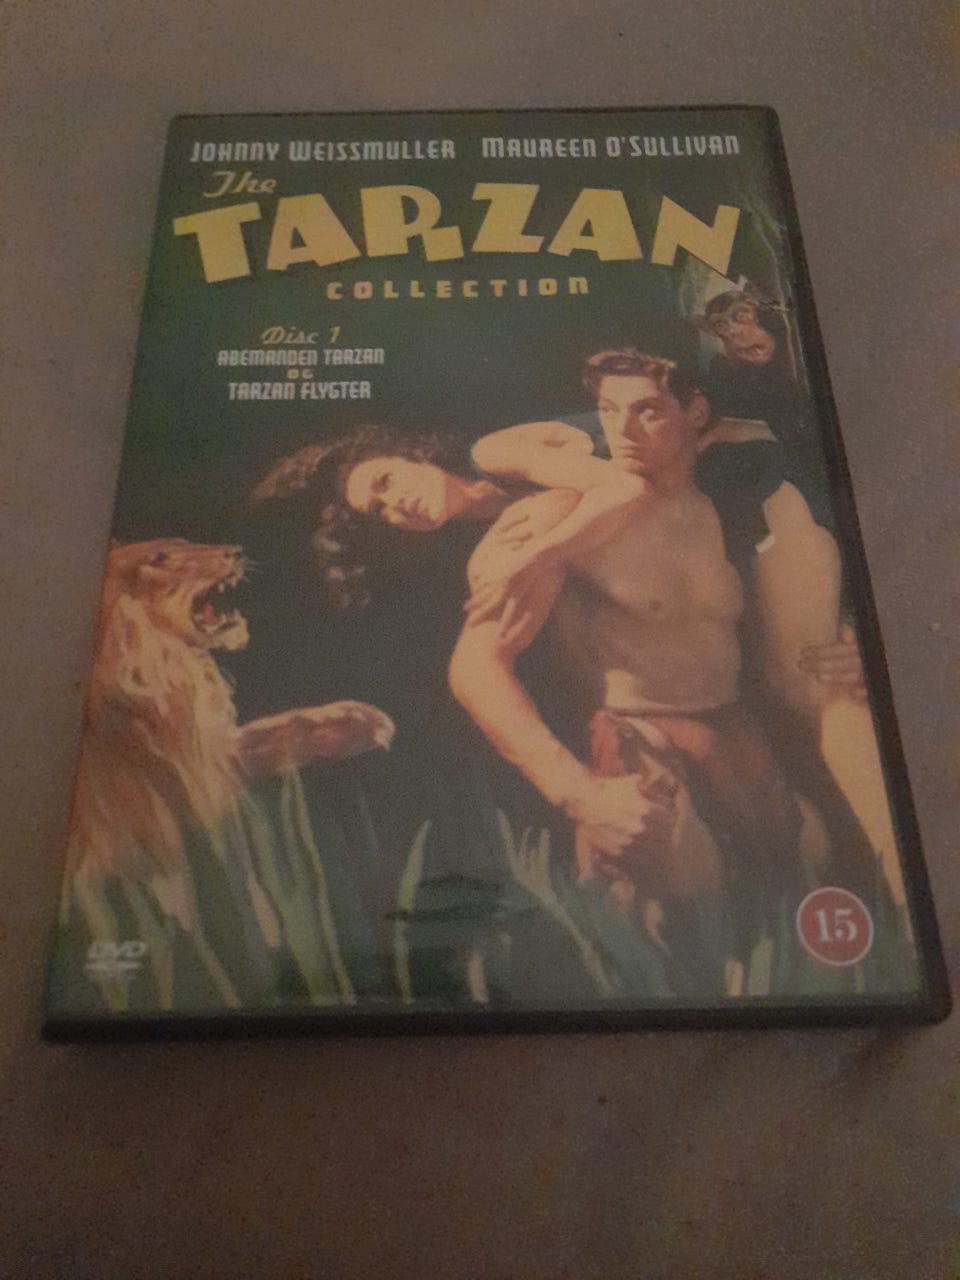 JOHNNY WEISSMULLER MAUREEN O'SULLIVAN
The
TARZAN
COLLECTION
Disc 1
ABEMANDEN TARZAN
OG
TARZAN FLYGTER
15
DVD